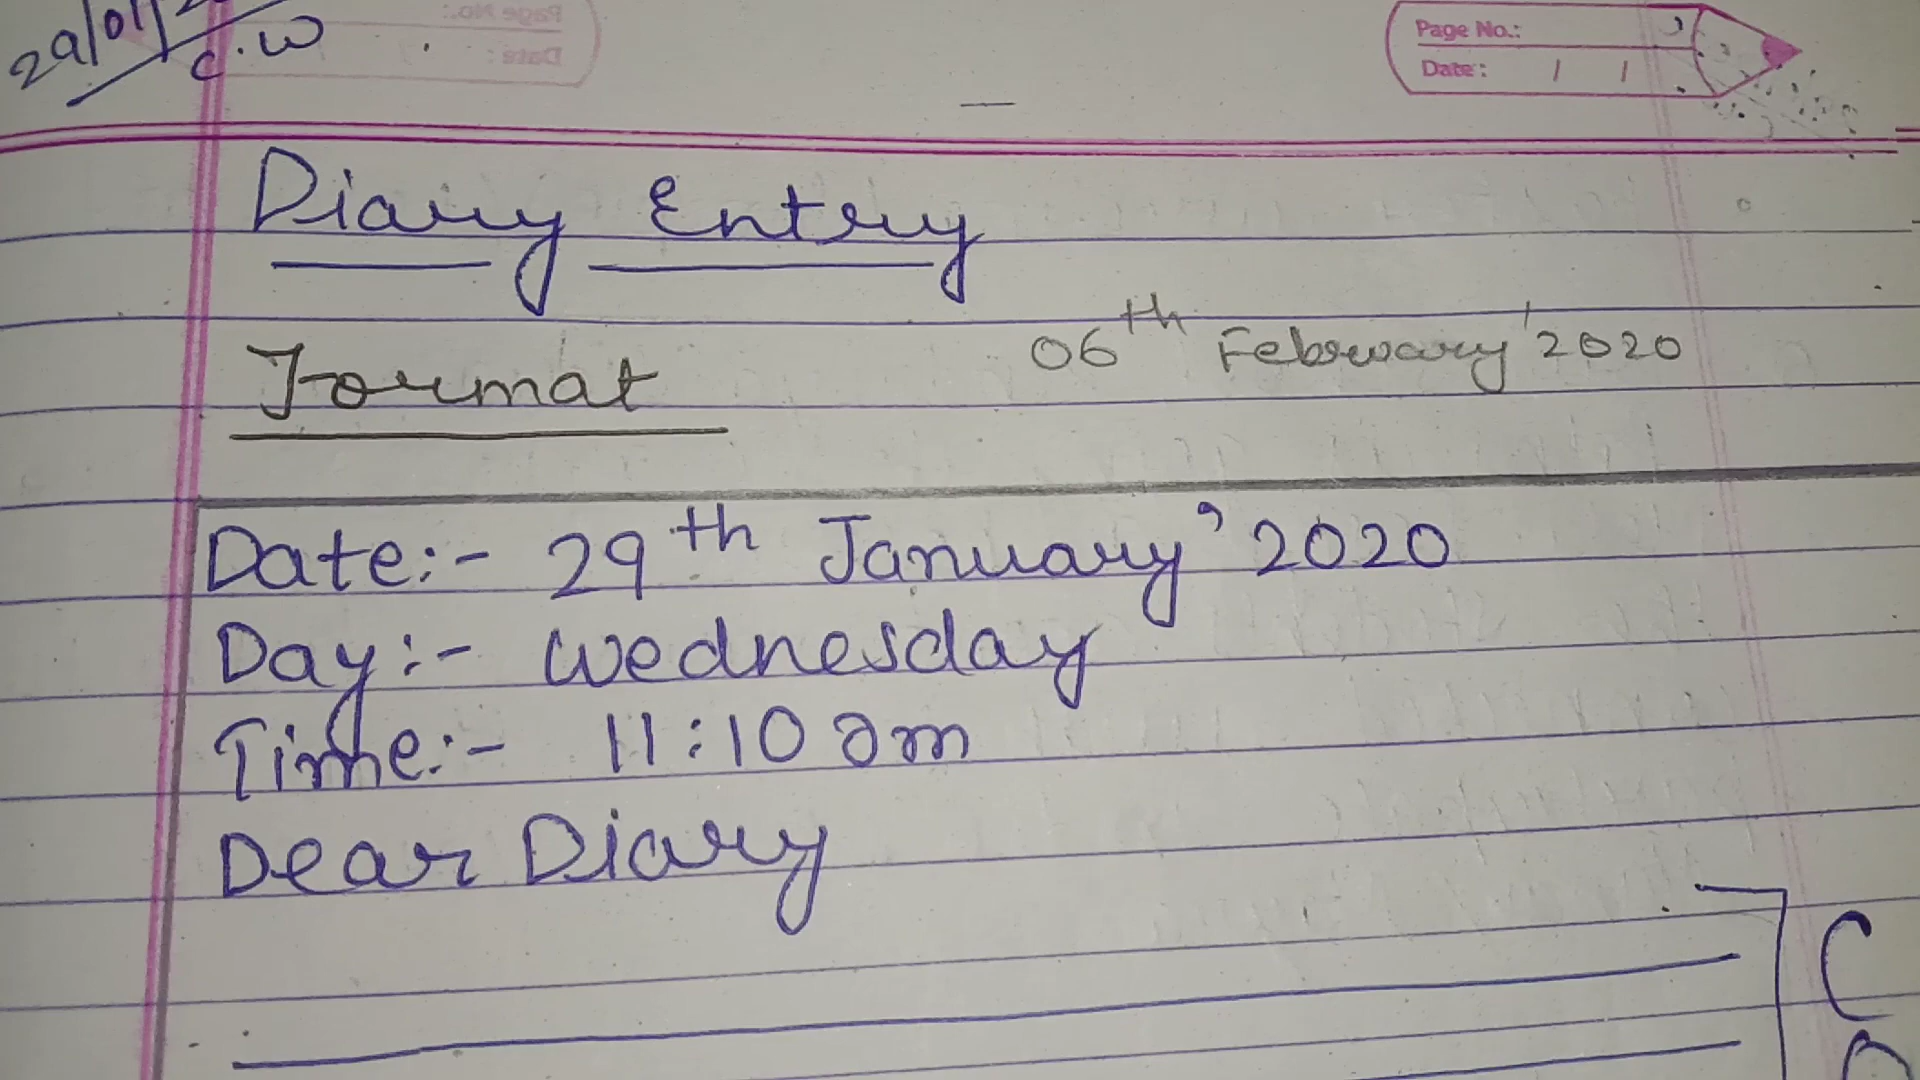 29/01/2
C.W
Page No.:
Date: / /
Diary Entry
Format
06th February '2020
Date:- 29th January '2020
Day:- Wednesday
Time:- 11:10 am
Dear Diary
C